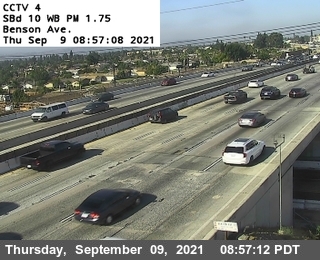 CCTV 4
SBd 10 WB PM 1.75
Benson Ave.
Thu Sep 9 08:57:08 2021
Thursday, September 09, 2021 08:57:12 PDT